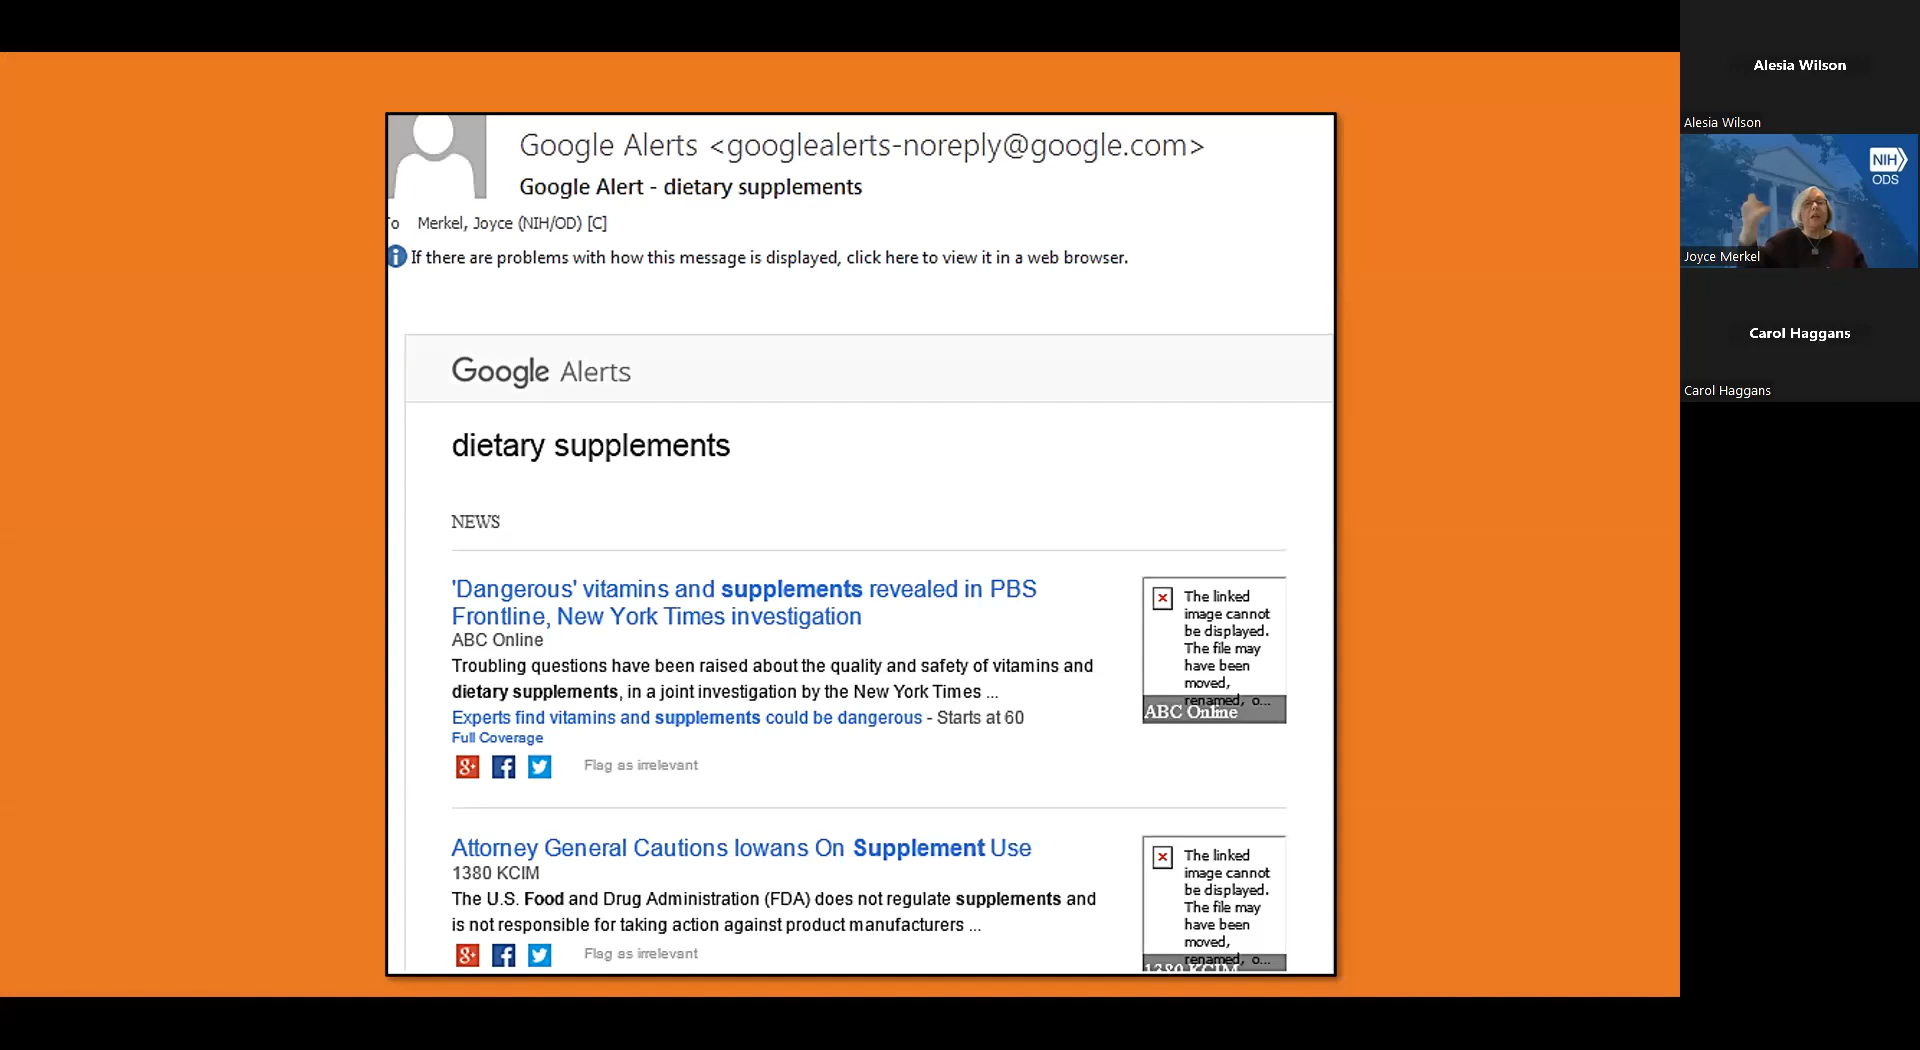 Google Alerts <googlealerts-noreply@google.com>
Google Alert - dietary supplements
To Merkel, Joyce (NIH/OD) [C]
If there are problems with how this message is displayed, click here to view it in a web browser.
Google Alerts
dietary supplements
NEWS
'Dangerous' vitamins and supplements revealed in PBS
Frontline, New York Times investigation
ABC Online
Troubling questions have been raised about the quality and safety of vitamins and
dietary supplements, in a joint investigation by the New York Times ...
Experts find vitamins and supplements could be dangerous - Starts at 60
Full Coverage
Flag as irrelevant
The linked
image cannot
be displayed.
The file may
have been
moved,
renamed, o...
ABC Online
Attorney General Cautions Iowans On Supplement Use
1380 KCIM
The U.S. Food and Drug Administration (FDA) does not regulate supplements and
is not responsible for taking action against product manufacturers ...
Flag as irrelevant
The linked
image cannot
be displayed.
The file may
have been
moved,
renamed, o...
1380 KCIM
Alesia Wilson
Alesia Wilson
NIH
ODS
Joyce Merkel
Carol Haggans
Carol Haggans